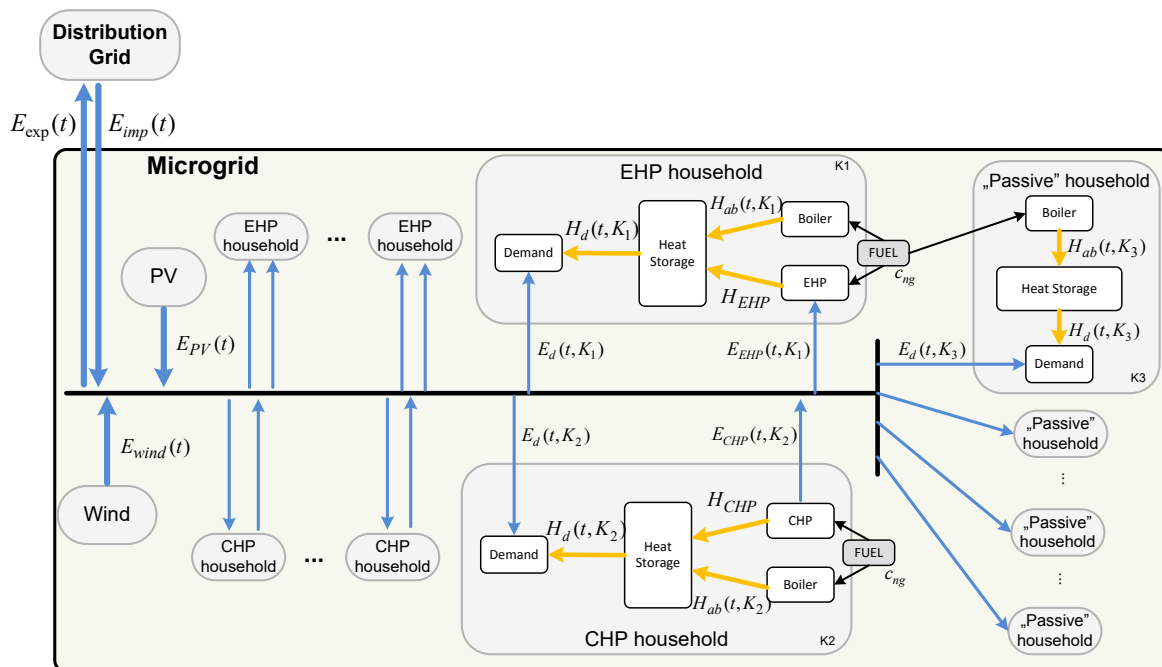 Distribution
Grid
E_exp(t)
E_imp(t)
Microgrid
EHP household
K1
„Passive” household
EHP
household
...
EHP
household
PV
E_PV(t)
Demand
H_d(t,K_1)
Heat
Storage
H_ab(t,K_1)
Boiler
FUEL
c_ng
H_EHP
EHP
E_d(t,K_1)
E_EHP(t,K_1)
Boiler
H_ab(t,K_3)
Heat Storage
H_d(t,K_3)
E_d(t,K_3)
Demand
K3
E_wind(t)
Wind
CHP
household
...
CHP
household
E_d(t,K_2)
E_CHP(t,K_2)
Demand
H_d(t,K_2)
Heat
Storage
H_CHP
CHP
FUEL
c_ng
H_ab(t,K_2)
Boiler
CHP household
K2
„Passive”
household
...
„Passive”
household
...
„Passive”
household